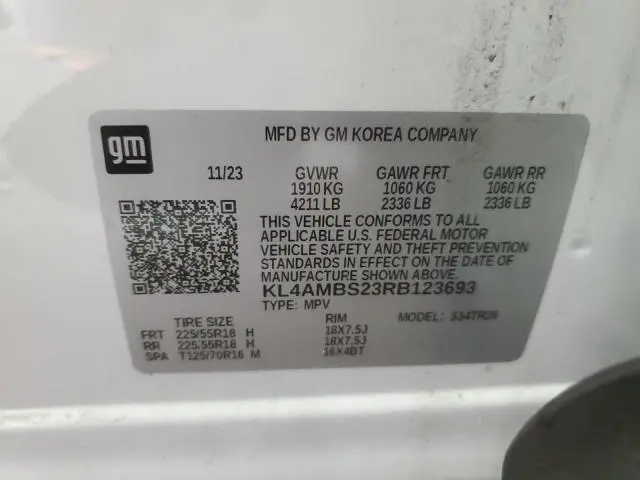 gm
MFD BY GM KOREA COMPANY
11/23 GVWR GAWR FRT GAWR RR
1910 KG 1060 KG 1060 KG
4211 LB 2336 LB 2336 LB
THIS VEHICLE CONFORMS TO ALL
APPLICABLE U.S. FEDERAL MOTOR
VEHICLE SAFETY AND THEFT PREVENTION
STANDARDS IN EFFECT ON THE DATE OF
MANUFACTURE SHOWN ABOVE.
KL4AMBS23RB123693
TYPE: MPV MODEL: 334TR26
TIRE SIZE RIM
FRT 225/55R18 H 18X7.5J
RR 225/55R18 H 18X7.5J
SPA T125/70R16 M 16X4BT